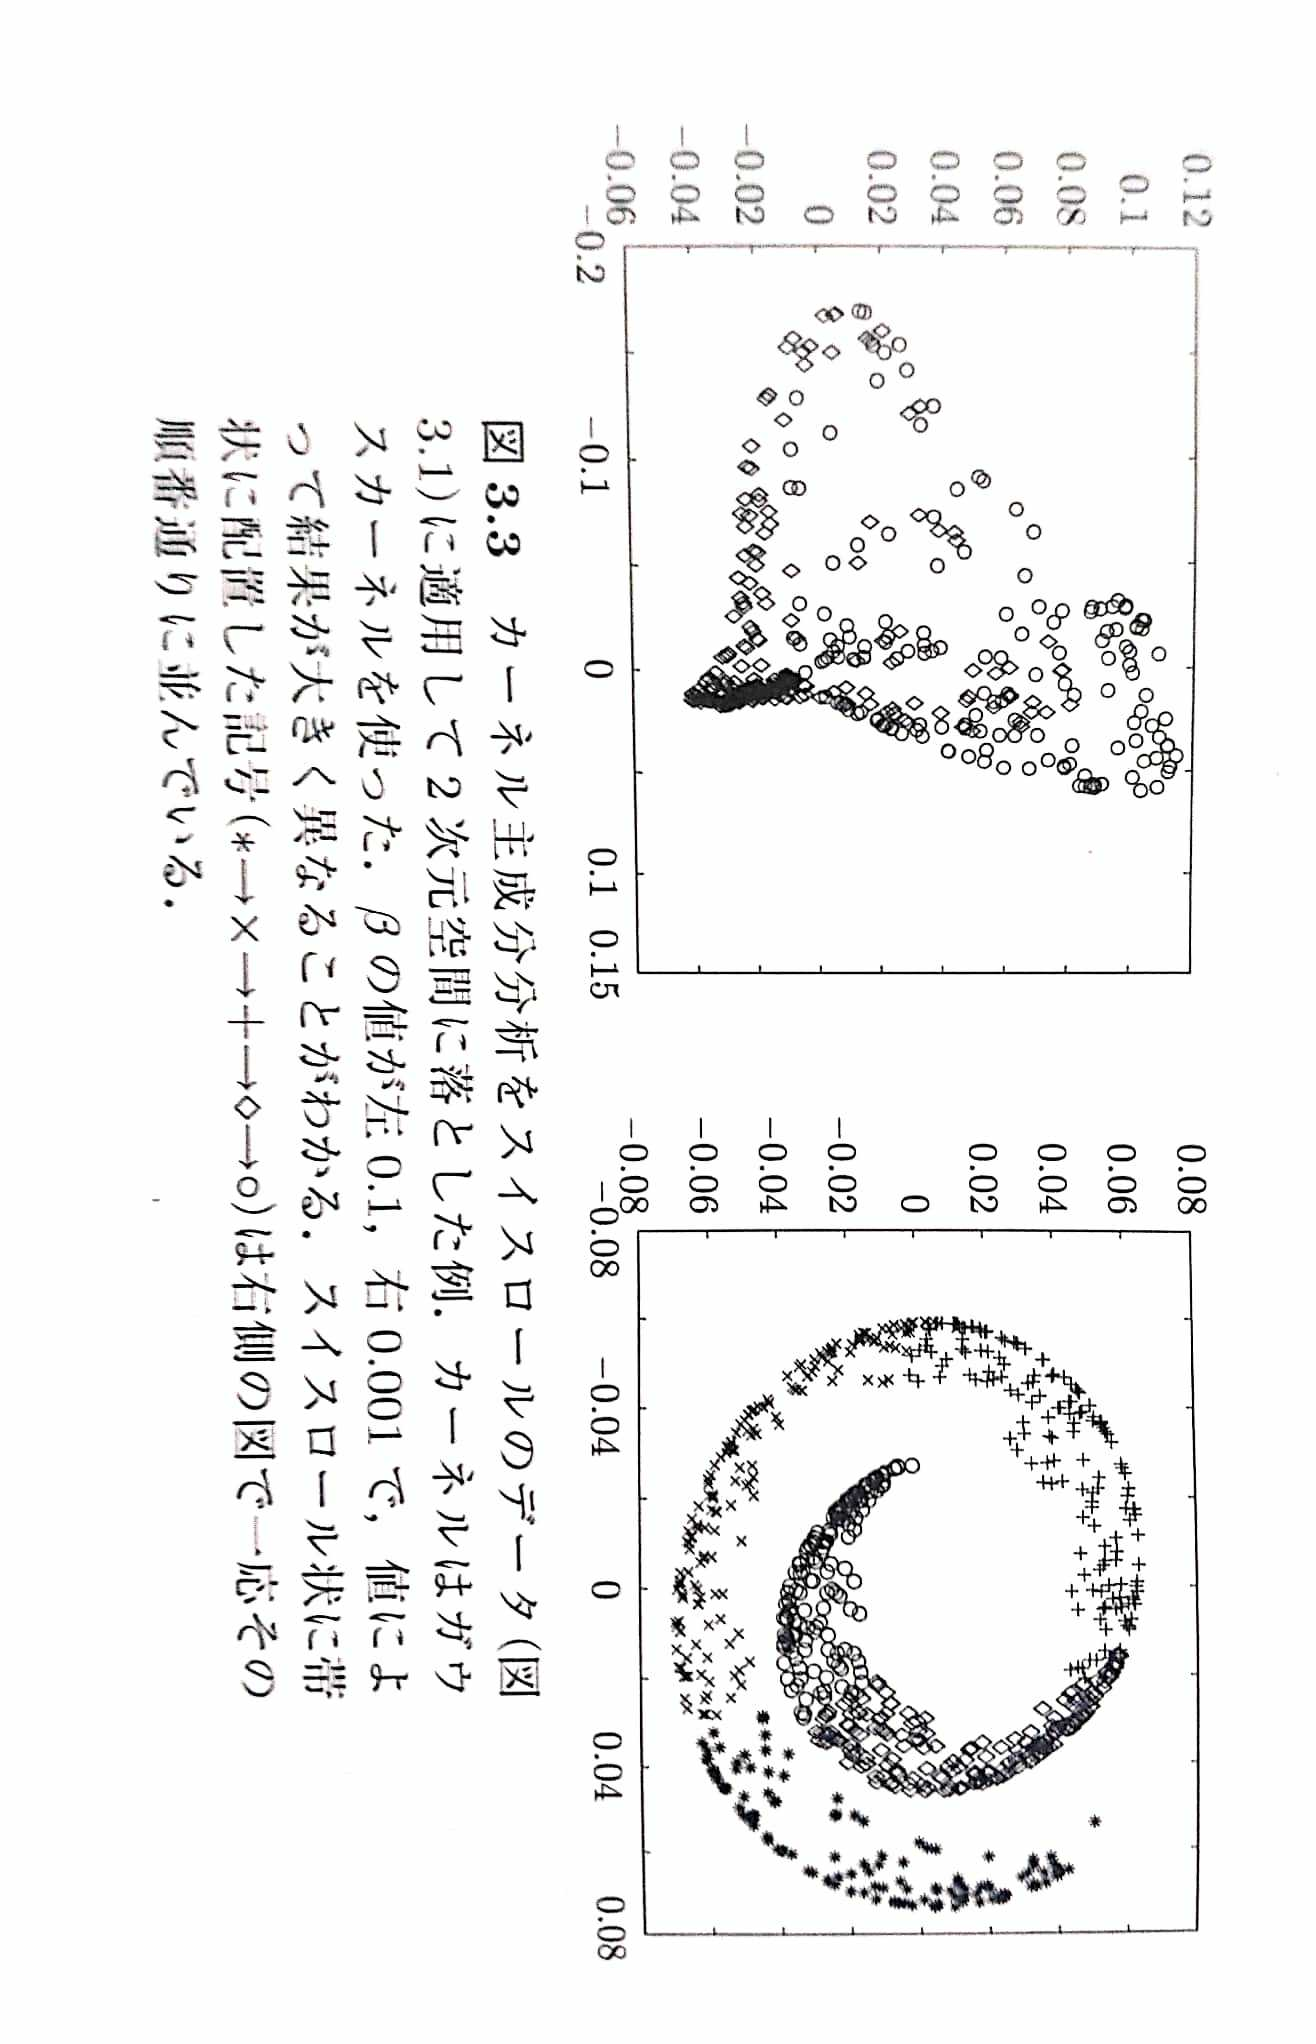 0.12
0.1
0.08
0.06
0.04
0.02
0
−0.02
−0.04
−0.06
−0.2 −0.1 0 0.1 0.15
0.08
0.06
0.04
0.02
0
−0.02
−0.04
−0.06
−0.08
−0.08 −0.04 0 0.04 0.08
図 3.3 カーネル主成分分析をスイスロールのデータ(図
3.1)に適用して 2 次元空間に落とした例. カーネルはガウ
スカーネルを使った. β の値が左 0.1, 右 0.001 で, 値によ
って結果が大きく異なることがわかる. スイスロール状に帯
状に配置した記号(*→×→+→◇→○)は右側の図で一応その
順番通りに並んでいる.